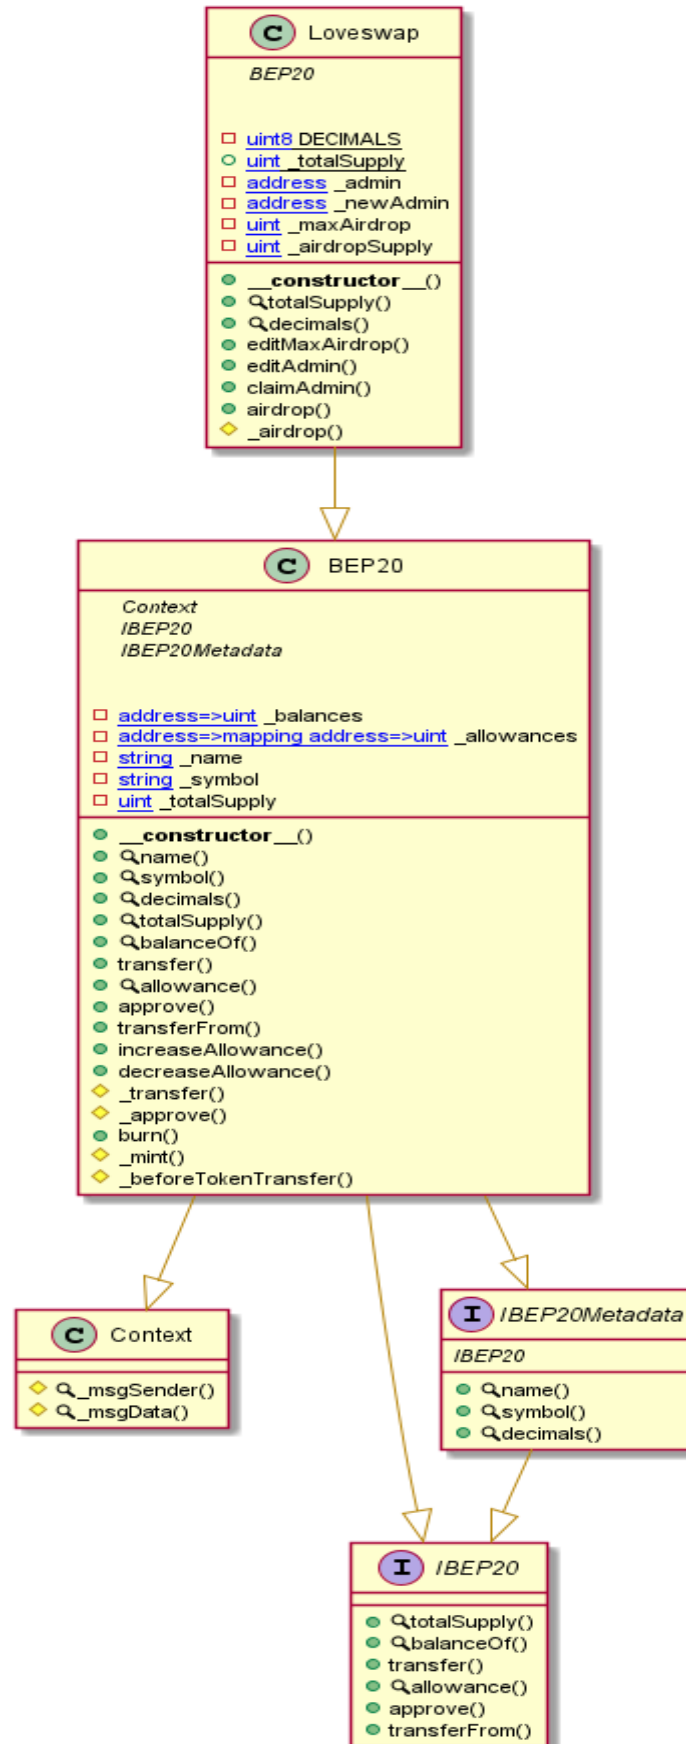 C Loveswap
BEP20
uint8 DECIMALS
uint _totalSupply
address _admin
address _newAdmin
uint _maxAirdrop
uint _airdropSupply
__constructor__()
totalSupply()
decimals()
editMaxAirdrop()
editAdmin()
claimAdmin()
airdrop()
_airdrop()
C BEP20
Context
IBEP20
IBEP20Metadata
address=>uint _balances
address=>mapping address=>uint _allowances
string _name
string _symbol
uint _totalSupply
__constructor__()
name()
symbol()
decimals()
totalSupply()
balanceOf()
transfer()
allowance()
approve()
transferFrom()
increaseAllowance()
decreaseAllowance()
_transfer()
_approve()
burn()
_mint()
_beforeTokenTransfer()
C Context
_msgSender()
_msgData()
I IBEP20Metadata
IBEP20
name()
symbol()
decimals()
I IBEP20
totalSupply()
balanceOf()
transfer()
allowance()
approve()
transferFrom()